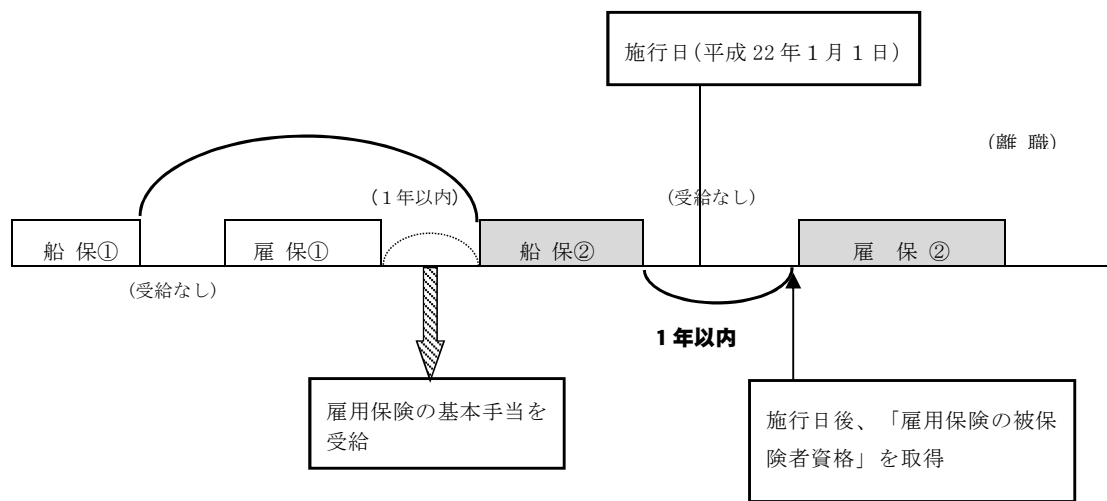 施行日(平成 22 年 1 月 1 日)
(離 職)
(1年以内)
(受給なし)
船 保①
雇 保①
船 保②
雇 保 ②
(受給なし)
1 年以内
雇用保険の基本手当を
受給
施行日後、「雇用保険の被保
険者資格」を取得